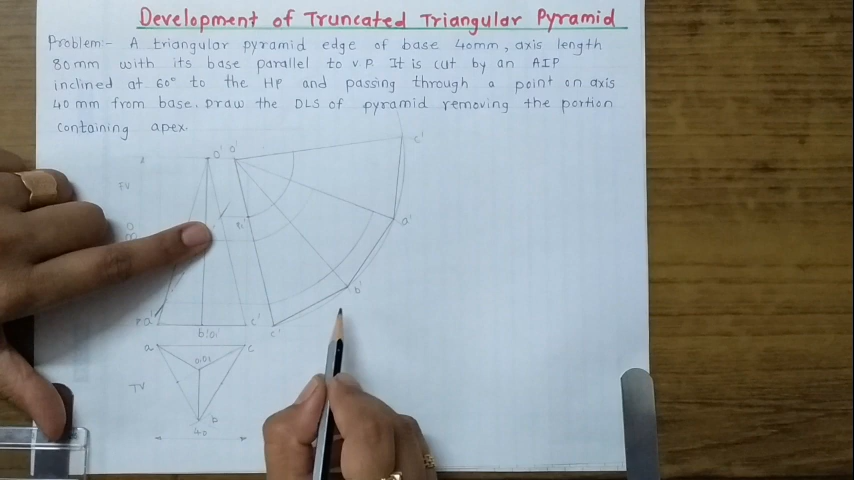 Development of Truncated Triangular Pyramid
Problem:- A triangular pyramid edge of base 40mm, axis length
80mm with its base parallel to V.P. It is cut by an AIP
inclined at 60° to the HP and passing through a point on axis
40 mm from base. Draw the DLS of pyramid removing the portion
containing apex.
O' O'
c'
FV
a'
b'
a' b'O1' c' c'
a O,O1 c
TV
b
40